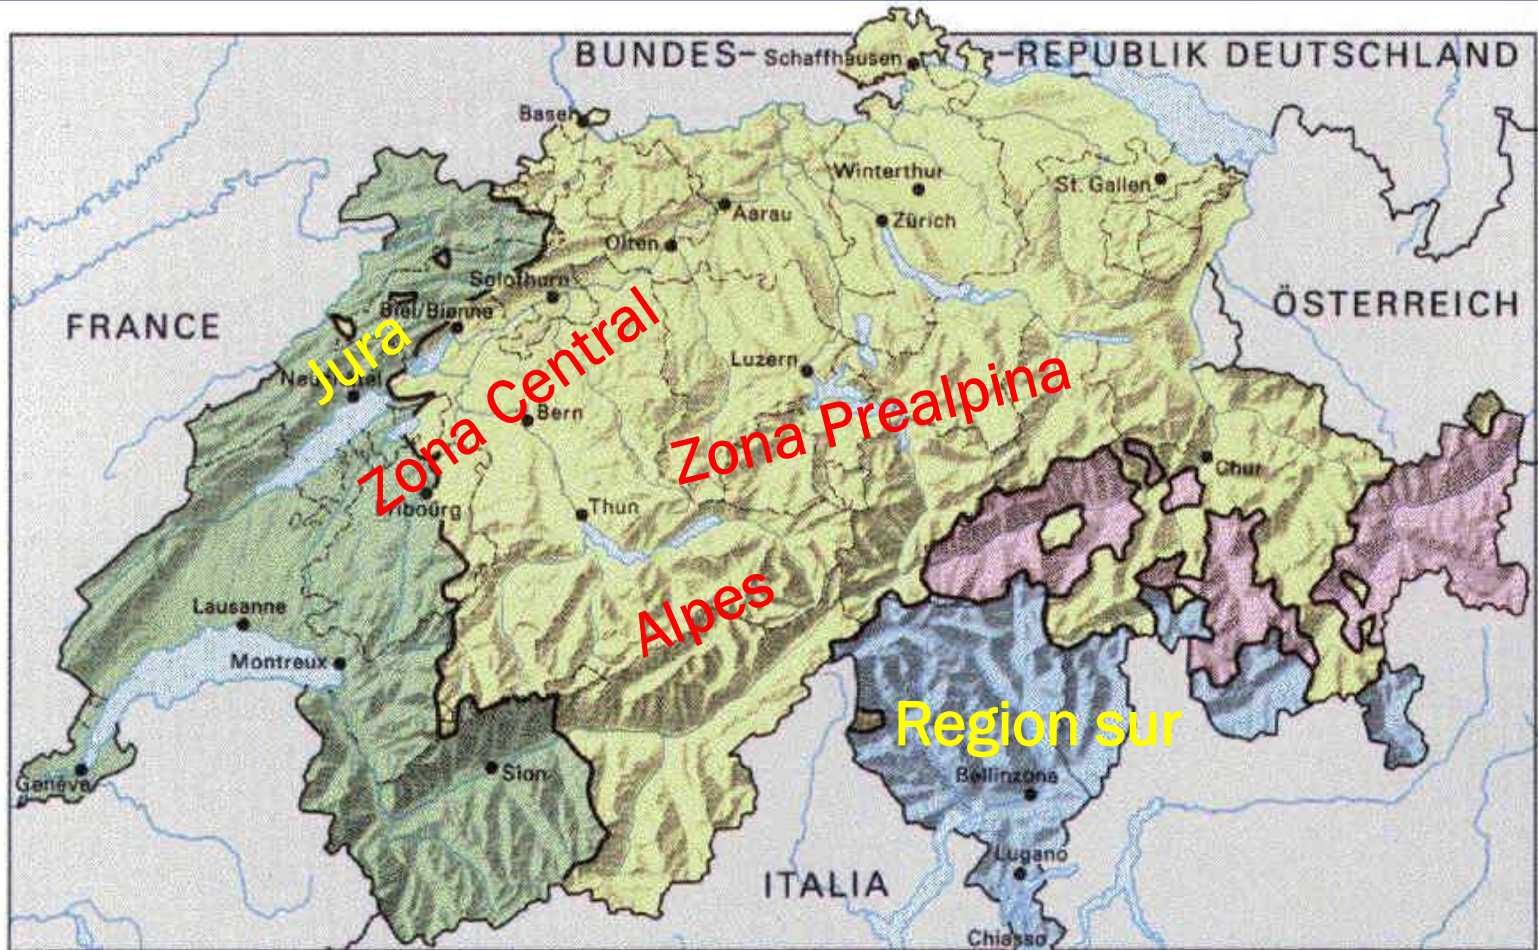 BUNDES-
Schaffhausen
-REPUBLIK DEUTSCHLAND
Basel
Winterthur
St. Gallen
Aarau
Zürich
Olten
Solothurn
ÖSTERREICH
FRANCE
Biel/Bienne
Jura
Luzern
Zona Central
Zona Prealpina
Bern
Chur
Thun
Alpes
Lausanne
Montreux
Region sur
Sion
Bellinzona
Genève
Lugano
ITALIA
Chiasso